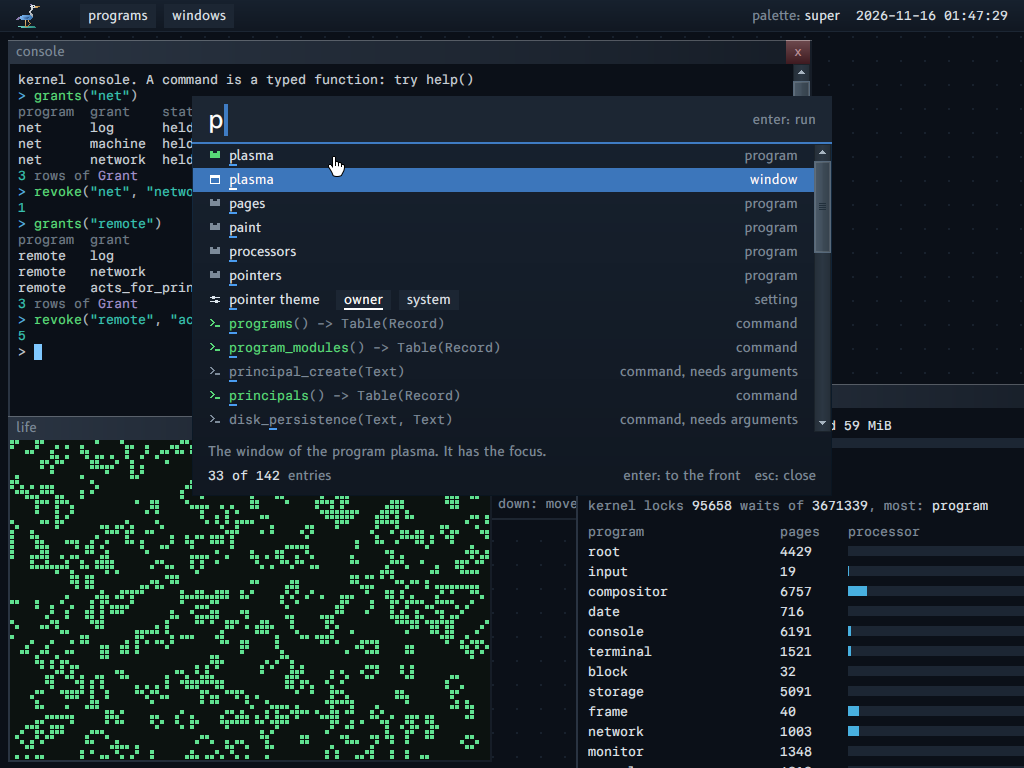 programs windows palette: super 2026-11-16 01:47:29
console x
kernel console. A command is a typed function: try help()
> grants("net")
program grant
net log held
net machine held
net network held
3 rows of Grant
> revoke("net",
1
> grants("remote")
program grant
remote log
remote network
remote
3 rows of Grant
> revoke("remote",
5
>
p enter: run
plasma program
plasma window
pages program
paint program
processors program
pointers program
pointer theme owner system setting
programs() -> Table(Record) command
program_modules() -> Table(Record) command
principal_create(Text) command, needs arguments
principals() -> Table(Record) command
disk_persistence(Text, Text) command, needs arguments
The window of the program plasma. It has the focus.
33 of 142 entries enter: to the front esc: close
life
59 MiB
down: move
kernel locks 95658 waits of 3671339, most: program
program pages processor
root 4429
input 19
compositor 6757
date 716
console 6191
terminal 1521
block 32
storage 5091
frame 40
network 1003
monitor 1348